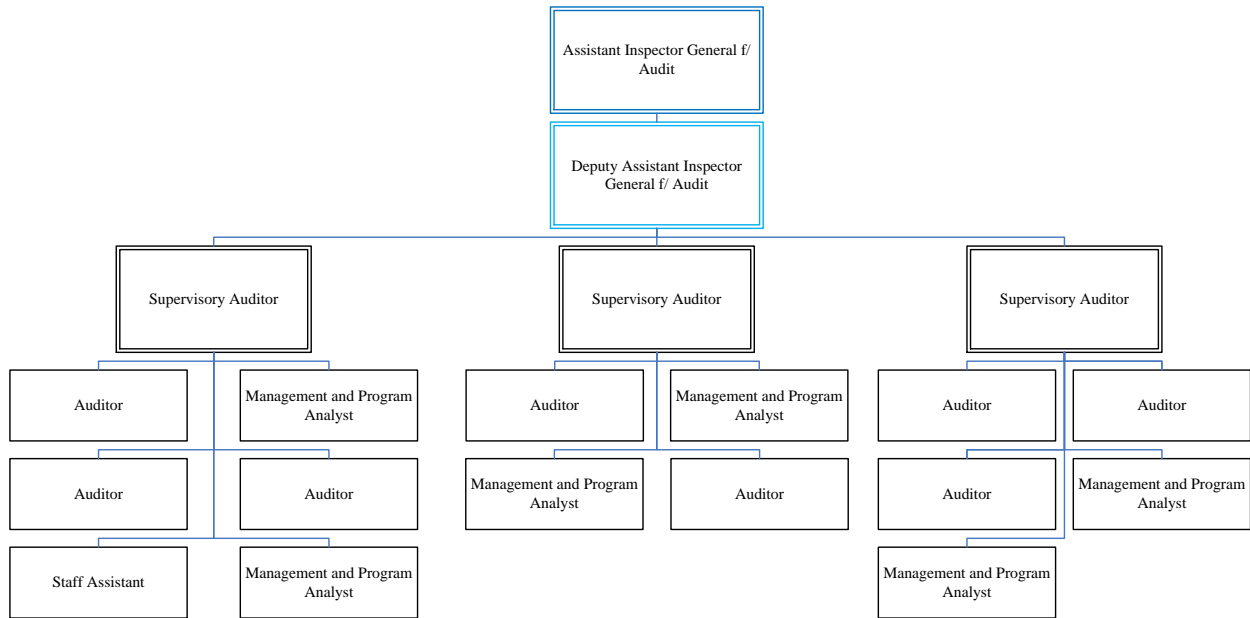 Assistant Inspector General f/
Audit
Deputy Assistant Inspector
General f/ Audit
Supervisory Auditor
Supervisory Auditor
Supervisory Auditor
Auditor
Management and Program
Analyst
Auditor
Management and Program
Analyst
Auditor
Auditor
Auditor
Auditor
Management and Program
Analyst
Auditor
Auditor
Management and Program
Analyst
Staff Assistant
Management and Program
Analyst
Management and Program
Analyst